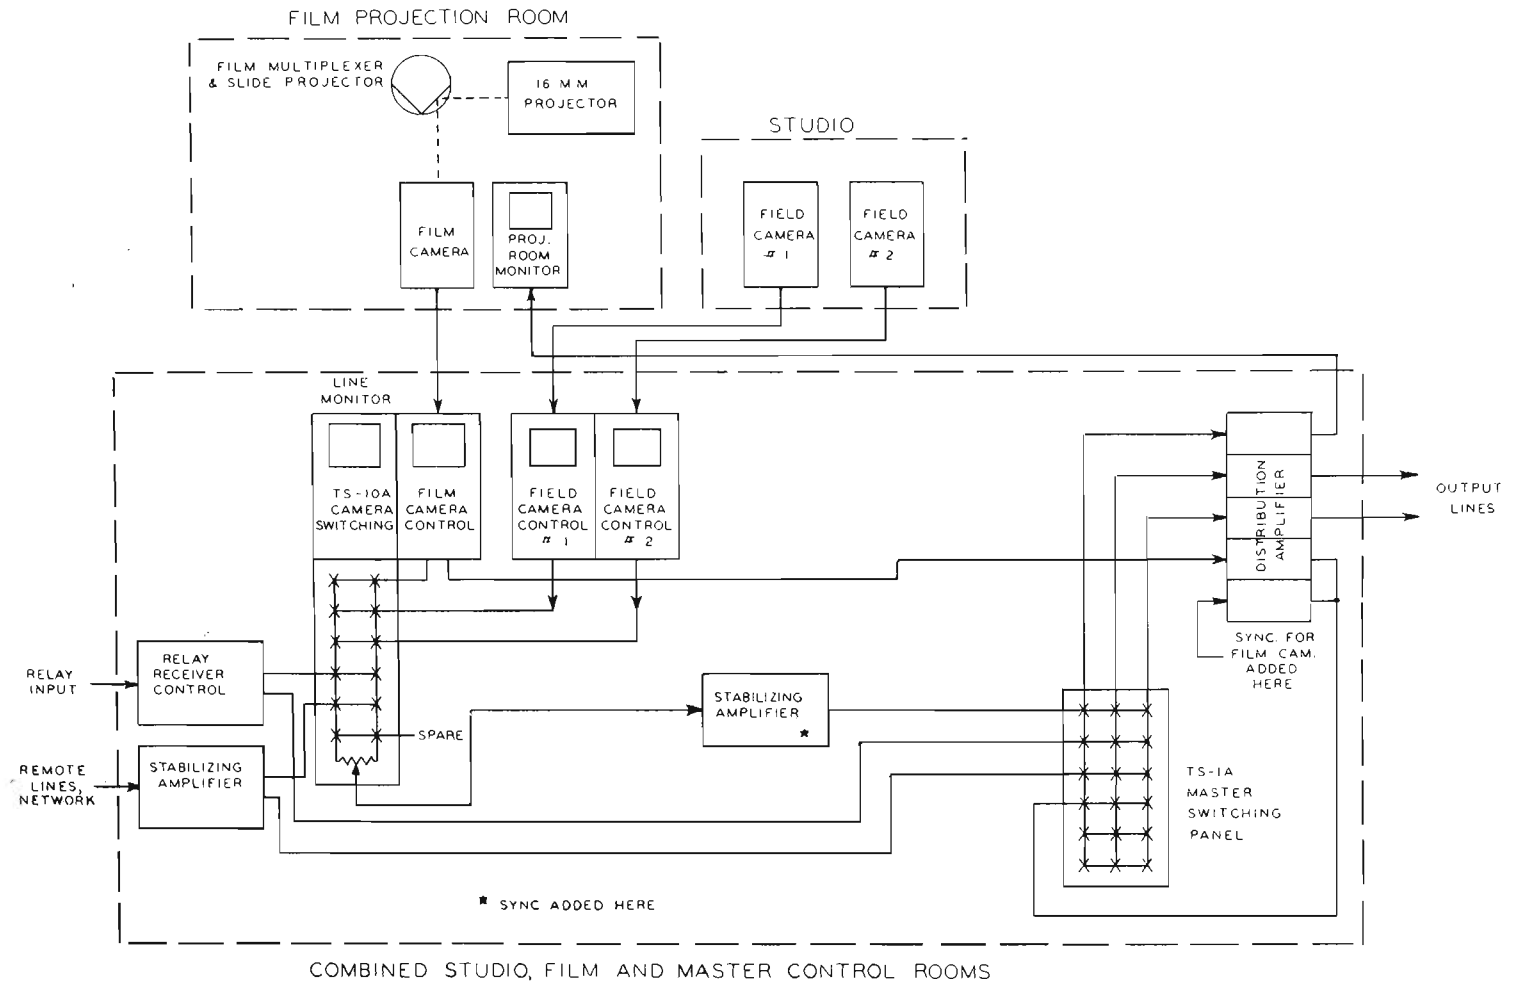 FILM PROJECTION ROOM
FILM MULTIPLEXER
& SLIDE PROJECTOR
16 MM
PROJECTOR
STUDIO
FILM
CAMERA
PROJ.
ROOM
MONITOR
FIELD
CAMERA
# 1
FIELD
CAMERA
# 2
LINE
MONITOR
TS-10A
CAMERA
SWITCHING
FILM
CAMERA
CONTROL
FIELD
CAMERA
CONTROL
# 1
FIELD
CAMERA
CONTROL
# 2
DISTRIBUTION
AMPLIFIER
OUTPUT
LINES
SYNC. FOR
FILM CAM.
ADDED
HERE
RELAY
INPUT
RELAY
RECEIVER
CONTROL
STABILIZING
AMPLIFIER
*
SPARE
REMOTE
LINES,
NETWORK
STABILIZING
AMPLIFIER
TS-1A
MASTER
SWITCHING
PANEL
* SYNC ADDED HERE
COMBINED STUDIO, FILM AND MASTER CONTROL ROOMS